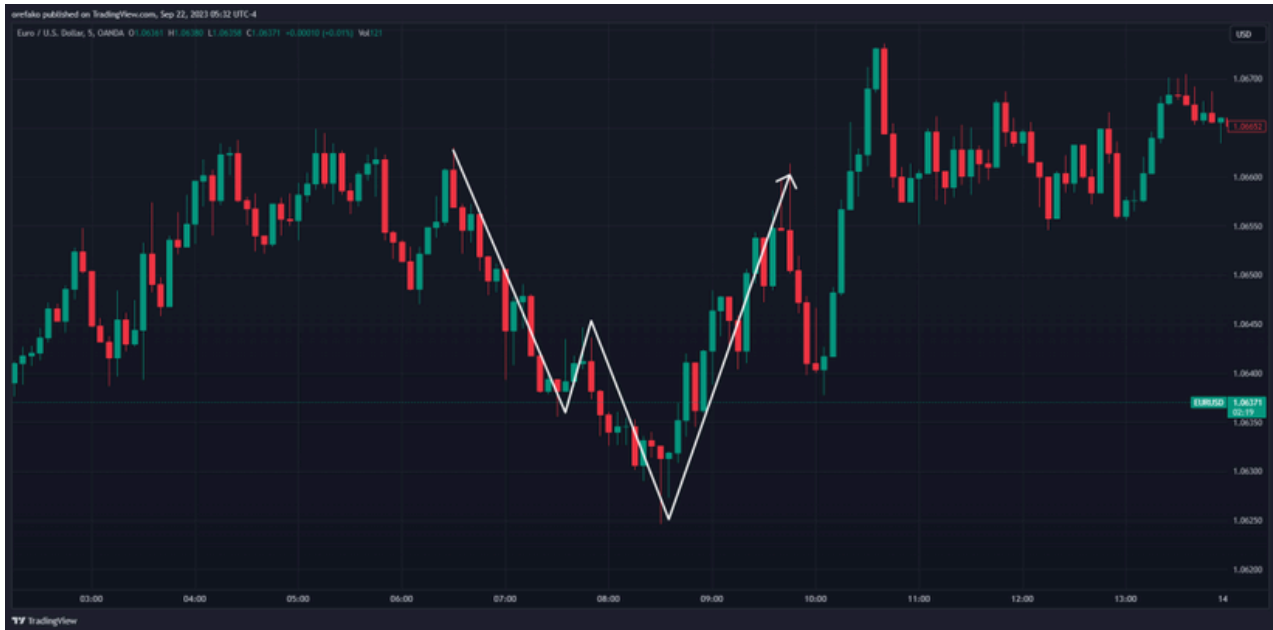 orefako published on TradingView.com, Sep 22, 2023 05:32 UTC-4
Euro / U.S. Dollar, 5, OANDA O1.06361 H1.06380 L1.06358 C1.06371 +0.00010 (+0.01%) Vol121
USD
1.06700
1.06652
1.06600
1.06550
1.06500
1.06450
1.06400
EURUSD 1.06371
02:19
1.06350
1.06300
1.06250
1.06200
03:00 04:00 05:00 06:00 07:00 08:00 09:00 10:00 11:00 12:00 13:00 14
TradingView